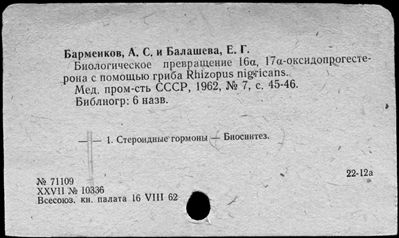 Барменков, А. С. и Балашева, Е. Г.
Биологическое превращение 16α, 17α-оксидопрогесте-
рона с помощью гриба Rhizopus nigricans.
Мед. пром-сть СССР, 1962, № 7, с. 45-46.
Библиогр: 6 назв.
1. Стероидные гормоны — Биосинтез.
22-12а
№ 71109
XXVII № 10336
Всесоюз. кн. палата 16 VIII 62